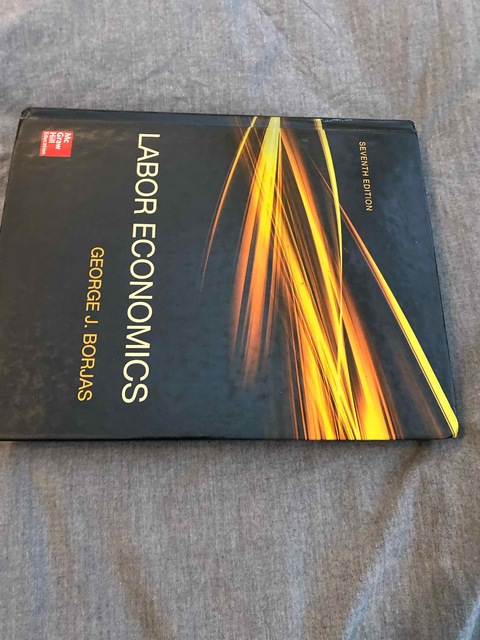 SEVENTH EDITION
LABOR ECONOMICS
GEORGE J. BORJAS
Mc
Graw
Hill
Education